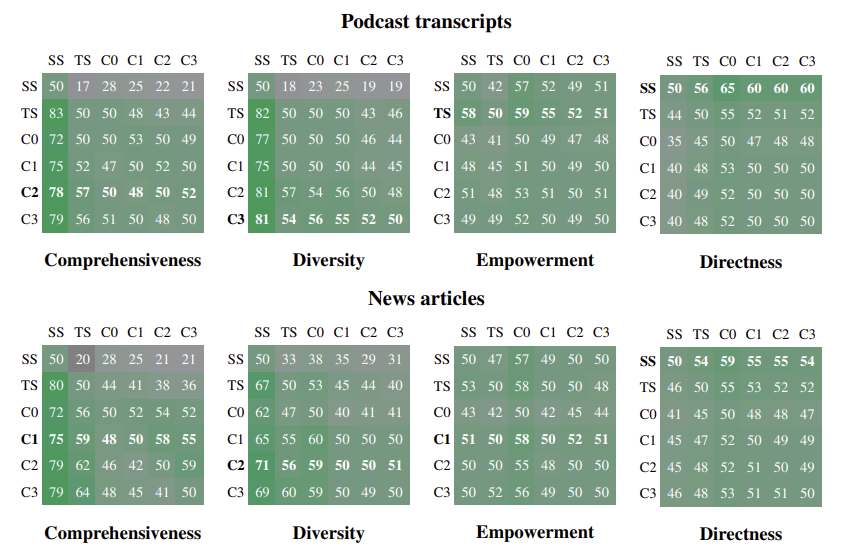 Podcast transcripts
SS TS C0 C1 C2 C3
SS 50 17 28 25 22 21
TS 83 50 50 48 43 44
C0 72 50 50 53 50 49
C1 75 52 47 50 52 50
C2 78 57 50 48 50 52
C3 79 56 51 50 48 50
Comprehensiveness
SS TS C0 C1 C2 C3
SS 50 18 23 25 19 19
TS 82 50 50 50 43 46
C0 77 50 50 50 46 44
C1 75 50 50 50 44 45
C2 81 57 54 56 50 48
C3 81 54 56 55 52 50
Diversity
SS TS C0 C1 C2 C3
SS 50 42 57 52 49 51
TS 58 50 59 55 52 51
C0 43 41 50 49 47 48
C1 48 45 51 50 49 50
C2 51 48 53 51 50 51
C3 49 49 52 50 49 50
Empowerment
SS TS C0 C1 C2 C3
SS 50 56 65 60 60 60
TS 44 50 55 52 51 52
C0 35 45 50 47 48 48
C1 40 48 53 50 50 50
C2 40 49 52 50 50 50
C3 40 48 52 50 50 50
Directness
News articles
SS TS C0 C1 C2 C3
SS 50 20 28 25 21 21
TS 80 50 44 41 38 36
C0 72 56 50 52 54 52
C1 75 59 48 50 58 55
C2 79 62 46 42 50 59
C3 79 64 48 45 41 50
Comprehensiveness
SS TS C0 C1 C2 C3
SS 50 33 38 35 29 31
TS 67 50 53 45 44 40
C0 62 47 50 40 41 41
C1 65 55 60 50 50 50
C2 71 56 59 50 50 51
C3 69 60 59 50 49 50
Diversity
SS TS C0 C1 C2 C3
SS 50 47 57 49 50 50
TS 53 50 58 50 50 48
C0 43 42 50 42 45 44
C1 51 50 58 50 52 51
C2 50 50 55 48 50 50
C3 50 52 56 49 50 50
Empowerment
SS TS C0 C1 C2 C3
SS 50 54 59 55 55 54
TS 46 50 55 53 52 52
C0 41 45 50 48 48 47
C1 45 47 52 50 49 49
C2 45 48 52 51 50 49
C3 46 48 53 51 51 50
Directness